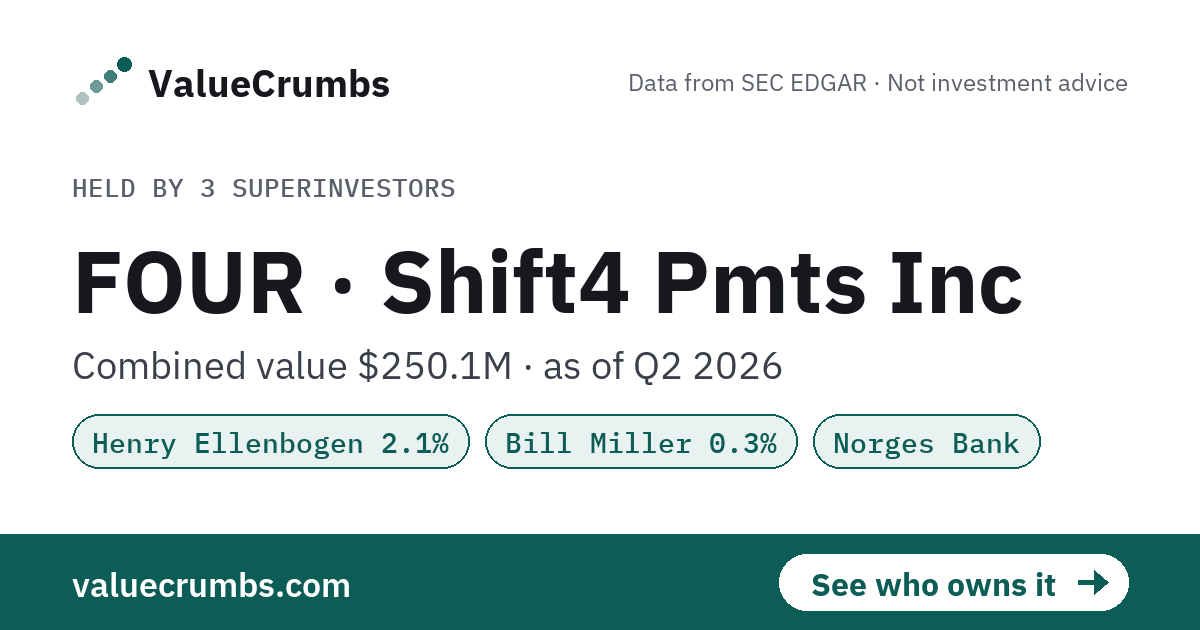 ValueCrumbs
Data from SEC EDGAR · Not investment advice
HELD BY 3 SUPERINVESTORS
FOUR · Shift4 Pmts Inc
Combined value $250.1M · as of Q2 2026
Henry Ellenbogen 2.1% Bill Miller 0.3% Norges Bank
valuecrumbs.com
See who owns it →